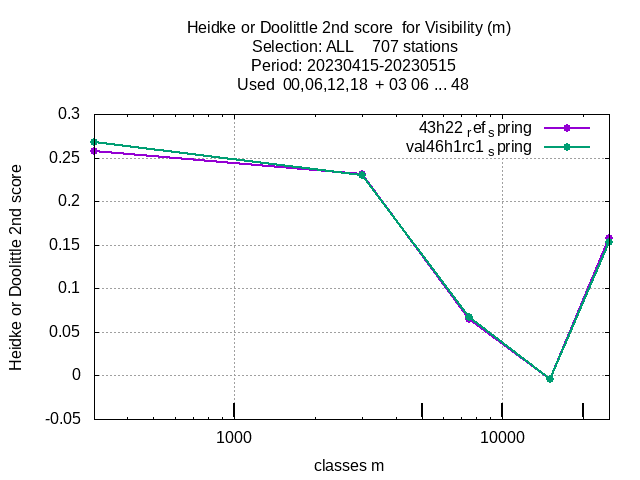 Heidke or Doolittle 2nd score  for Visibility (m)
Selection: ALL    707 stations
Period: 20230415-20230515
Used  00,06,12,18  + 03 06 ... 48
43h22 ref spring
val46h1rc1 spring
0.3
0.25
0.2
0.15
0.1
0.05
0
-0.05
Heidke or Doolittle 2nd score
1000
10000
classes m